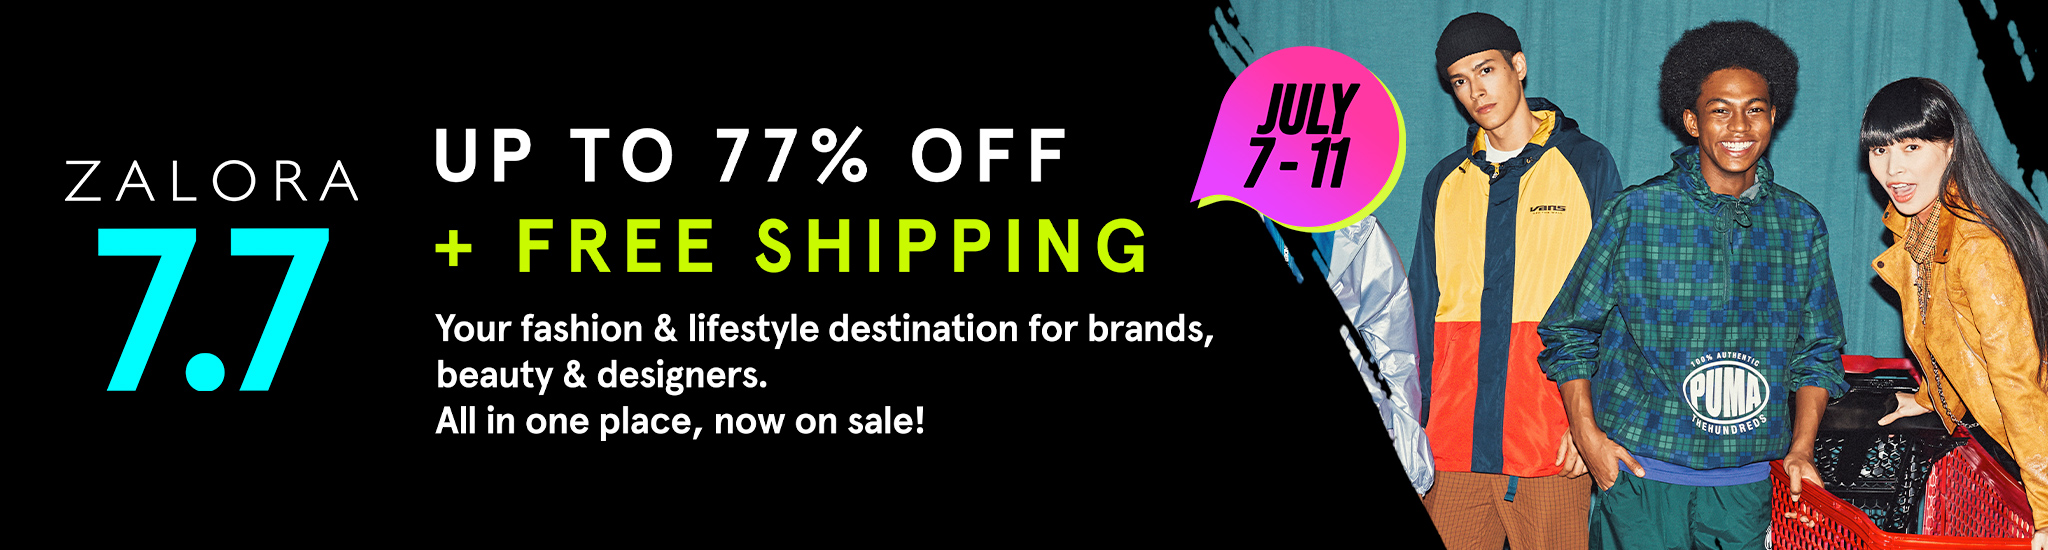 ZALORA
7.7
UP TO 77% OFF
+ FREE SHIPPING
Your fashion & lifestyle destination for brands,
beauty & designers.
All in one place, now on sale!
JULY
7 - 11
VANS
100% AUTHENTIC
PUMA
THEHUNDREDS